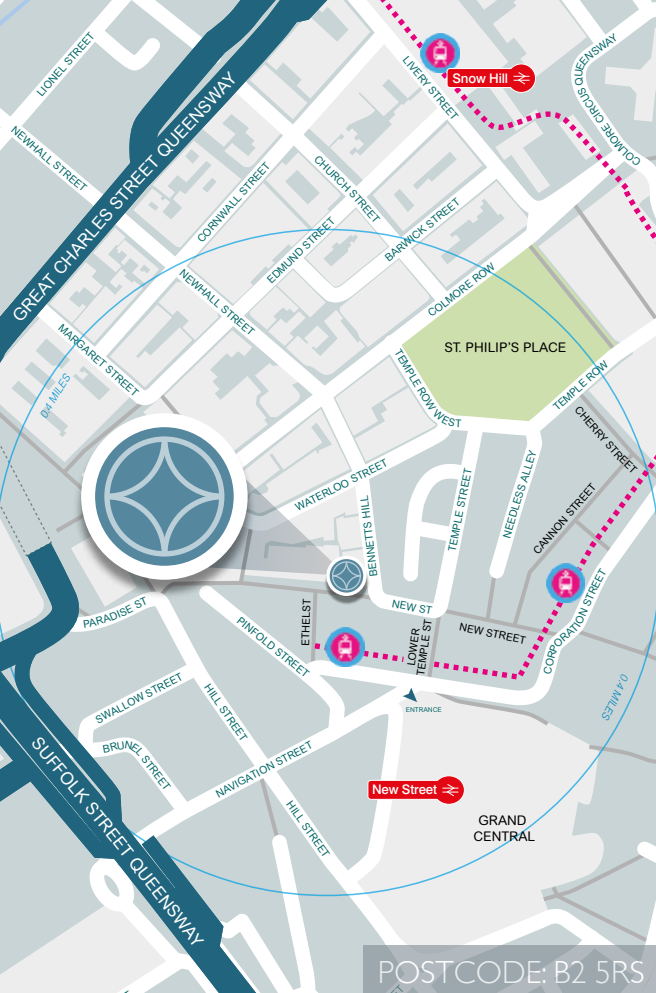 LIONEL STREET
NEWHALL STREET
GREAT CHARLES STREET QUEENSWAY
LIVERY STREET
Snow Hill
COLMORE CIRCUS QUEENSWAY
CORNWALL STREET
CHURCH STREET
EDMUND STREET
BARWICK STREET
NEWHALL STREET
COLMORE ROW
MARGARET STREET
0.4 MILES
ST. PHILIP'S PLACE
TEMPLE ROW WEST
TEMPLE ROW
CHERRY STREET
WATERLOO STREET
BENNETTS HILL
TEMPLE STREET
NEEDLESS ALLEY
CANNON STREET
CORPORATION STREET
PARADISE ST
ETHELST
NEW ST
LOWER
TEMPLE ST
NEW STREET
PINFOLD STREET
SWALLOW STREET
HILL STREET
BRUNEL STREET
NAVIGATION STREET
ENTRANCE
0.4 MILES
SUFFOLK STREET QUEENSWAY
HILL STREET
New Street
GRAND
CENTRAL
POSTCODE: B2 5RS